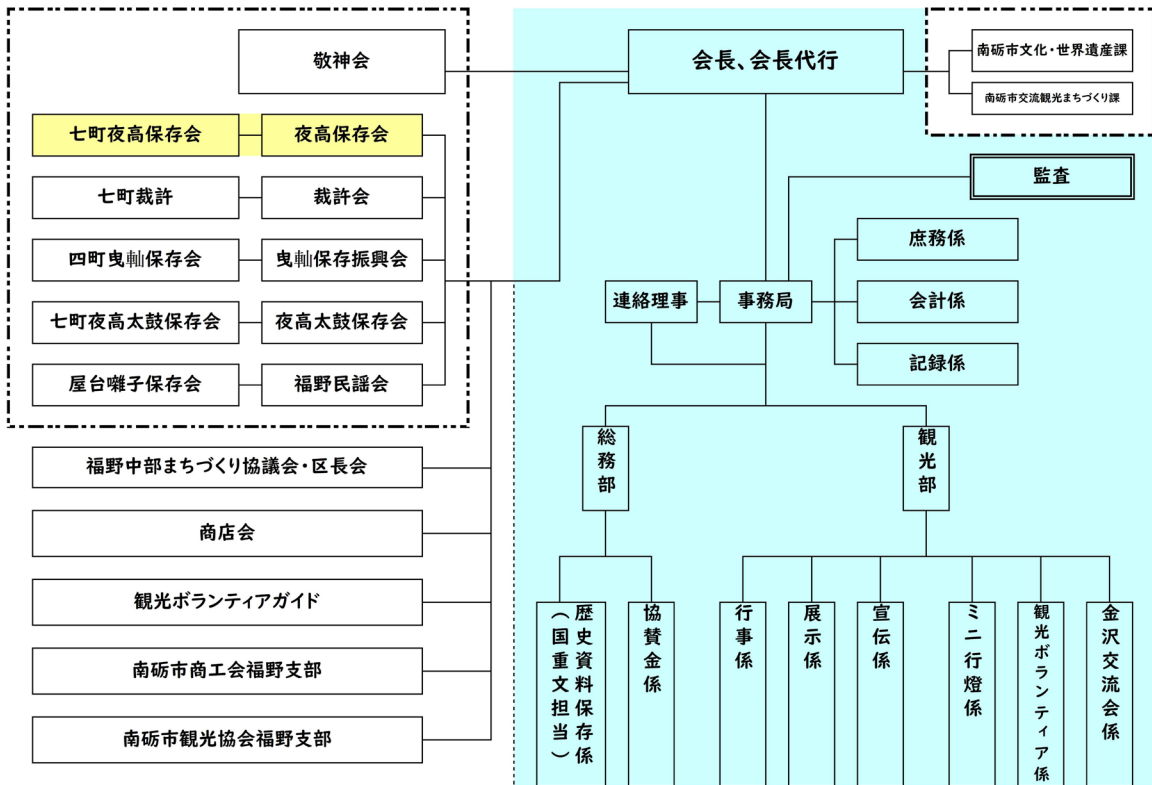 敬神会
会長、会長代行
南砺市文化・世界遺産課
南砺市交流観光まちづくり課
七町夜高保存会
夜高保存会
監査
七町裁許
裁許会
庶務係
四町曳軕保存会
曳軕保存振興会
連絡理事
事務局
会計係
七町夜高太鼓保存会
夜高太鼓保存会
記録係
屋台囃子保存会
福野民謡会
総務部
観光部
福野中部まちづくり協議会・区長会
商店会
観光ボランティアガイド
南砺市商工会福野支部
南砺市観光協会福野支部
歴史資料保存係
（国重文担当）
協賛金係
行事係
展示係
宣伝係
ミニ行燈係
観光ボランティア係
金沢交流会係